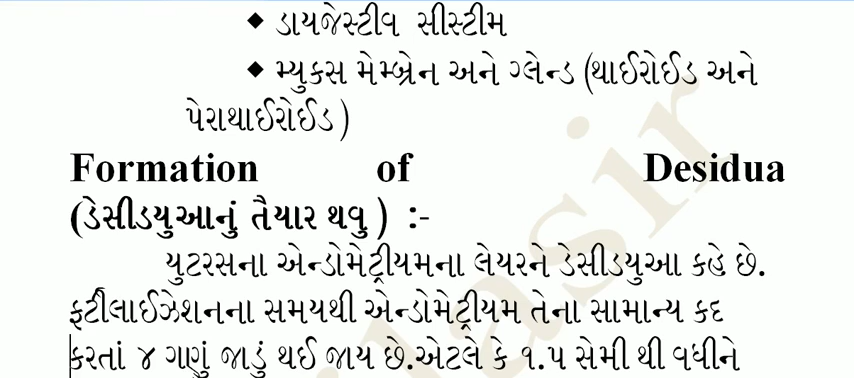 ◆ ડાયજેસ્ટીવ સીસ્ટીમ
◆ મ્યુકસ મેમ્બ્રેન અને ગ્લેન્ડ (થાઈરોઈડ અને
પેરાથાઈરોઈડ )
Formation of Desidua
(ડેસીડયુઆનું તૈયાર થવુ ) :-
યુટરસના એન્ડોમેટ્રીયમના લેયરને ડેસીડયુઆ કહે છે.
ફર્ટીલાઈઝેશનના સમયથી એન્ડોમેટ્રીયમ તેના સામાન્ય કદ
કરતાં ૪ ગણું જાડું થઈ જાય છે.એટલે કે ૧.૫ સેમી થી વધીને